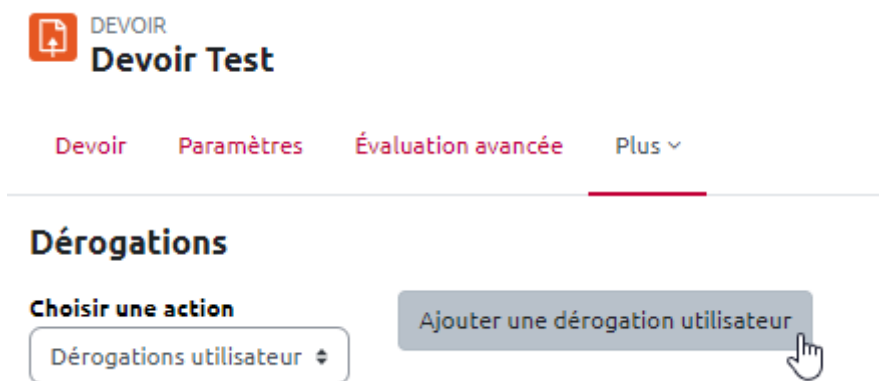 DEVOIR
Devoir Test
Devoir Paramètres Évaluation avancée Plus
Dérogations
Choisir une action
Ajouter une dérogation utilisateur
Dérogations utilisateur